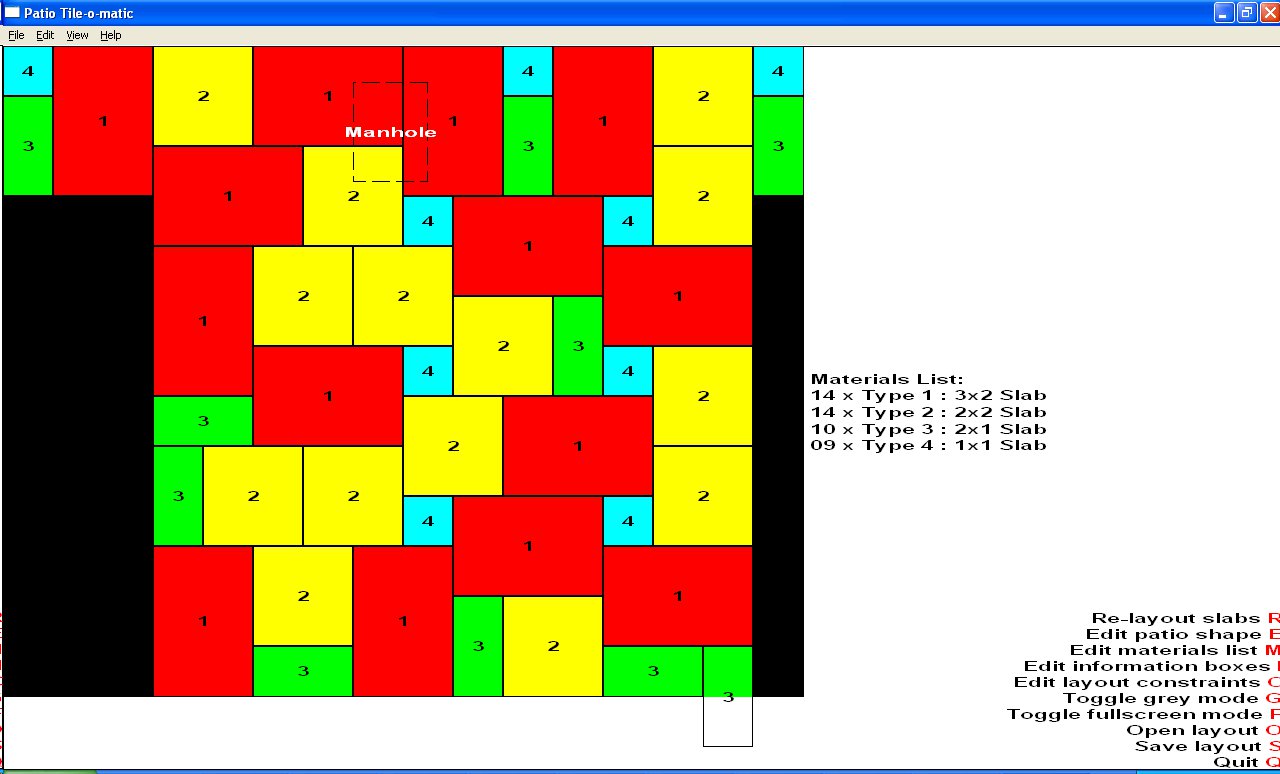 Patio Tile-o-matic
File Edit View Help
4 2 1 4 2 4
1 1 1
3 Manhole 3 3
1 2 2
4 4
1
2 2 1
1 2 3
4 4
1 2
3
2 1
3 2 2 2
4 4
1
2 1
1 1
3 2
3 3
3
Materials List:
14 x Type 1 : 3x2 Slab
14 x Type 2 : 2x2 Slab
10 x Type 3 : 2x1 Slab
09 x Type 4 : 1x1 Slab
Re-layout slabs R
Edit patio shape E
Edit materials list M
Edit information boxes
Edit layout constraints C
Toggle grey mode G
Toggle fullscreen mode F
Open layout O
Save layout S
Quit Q